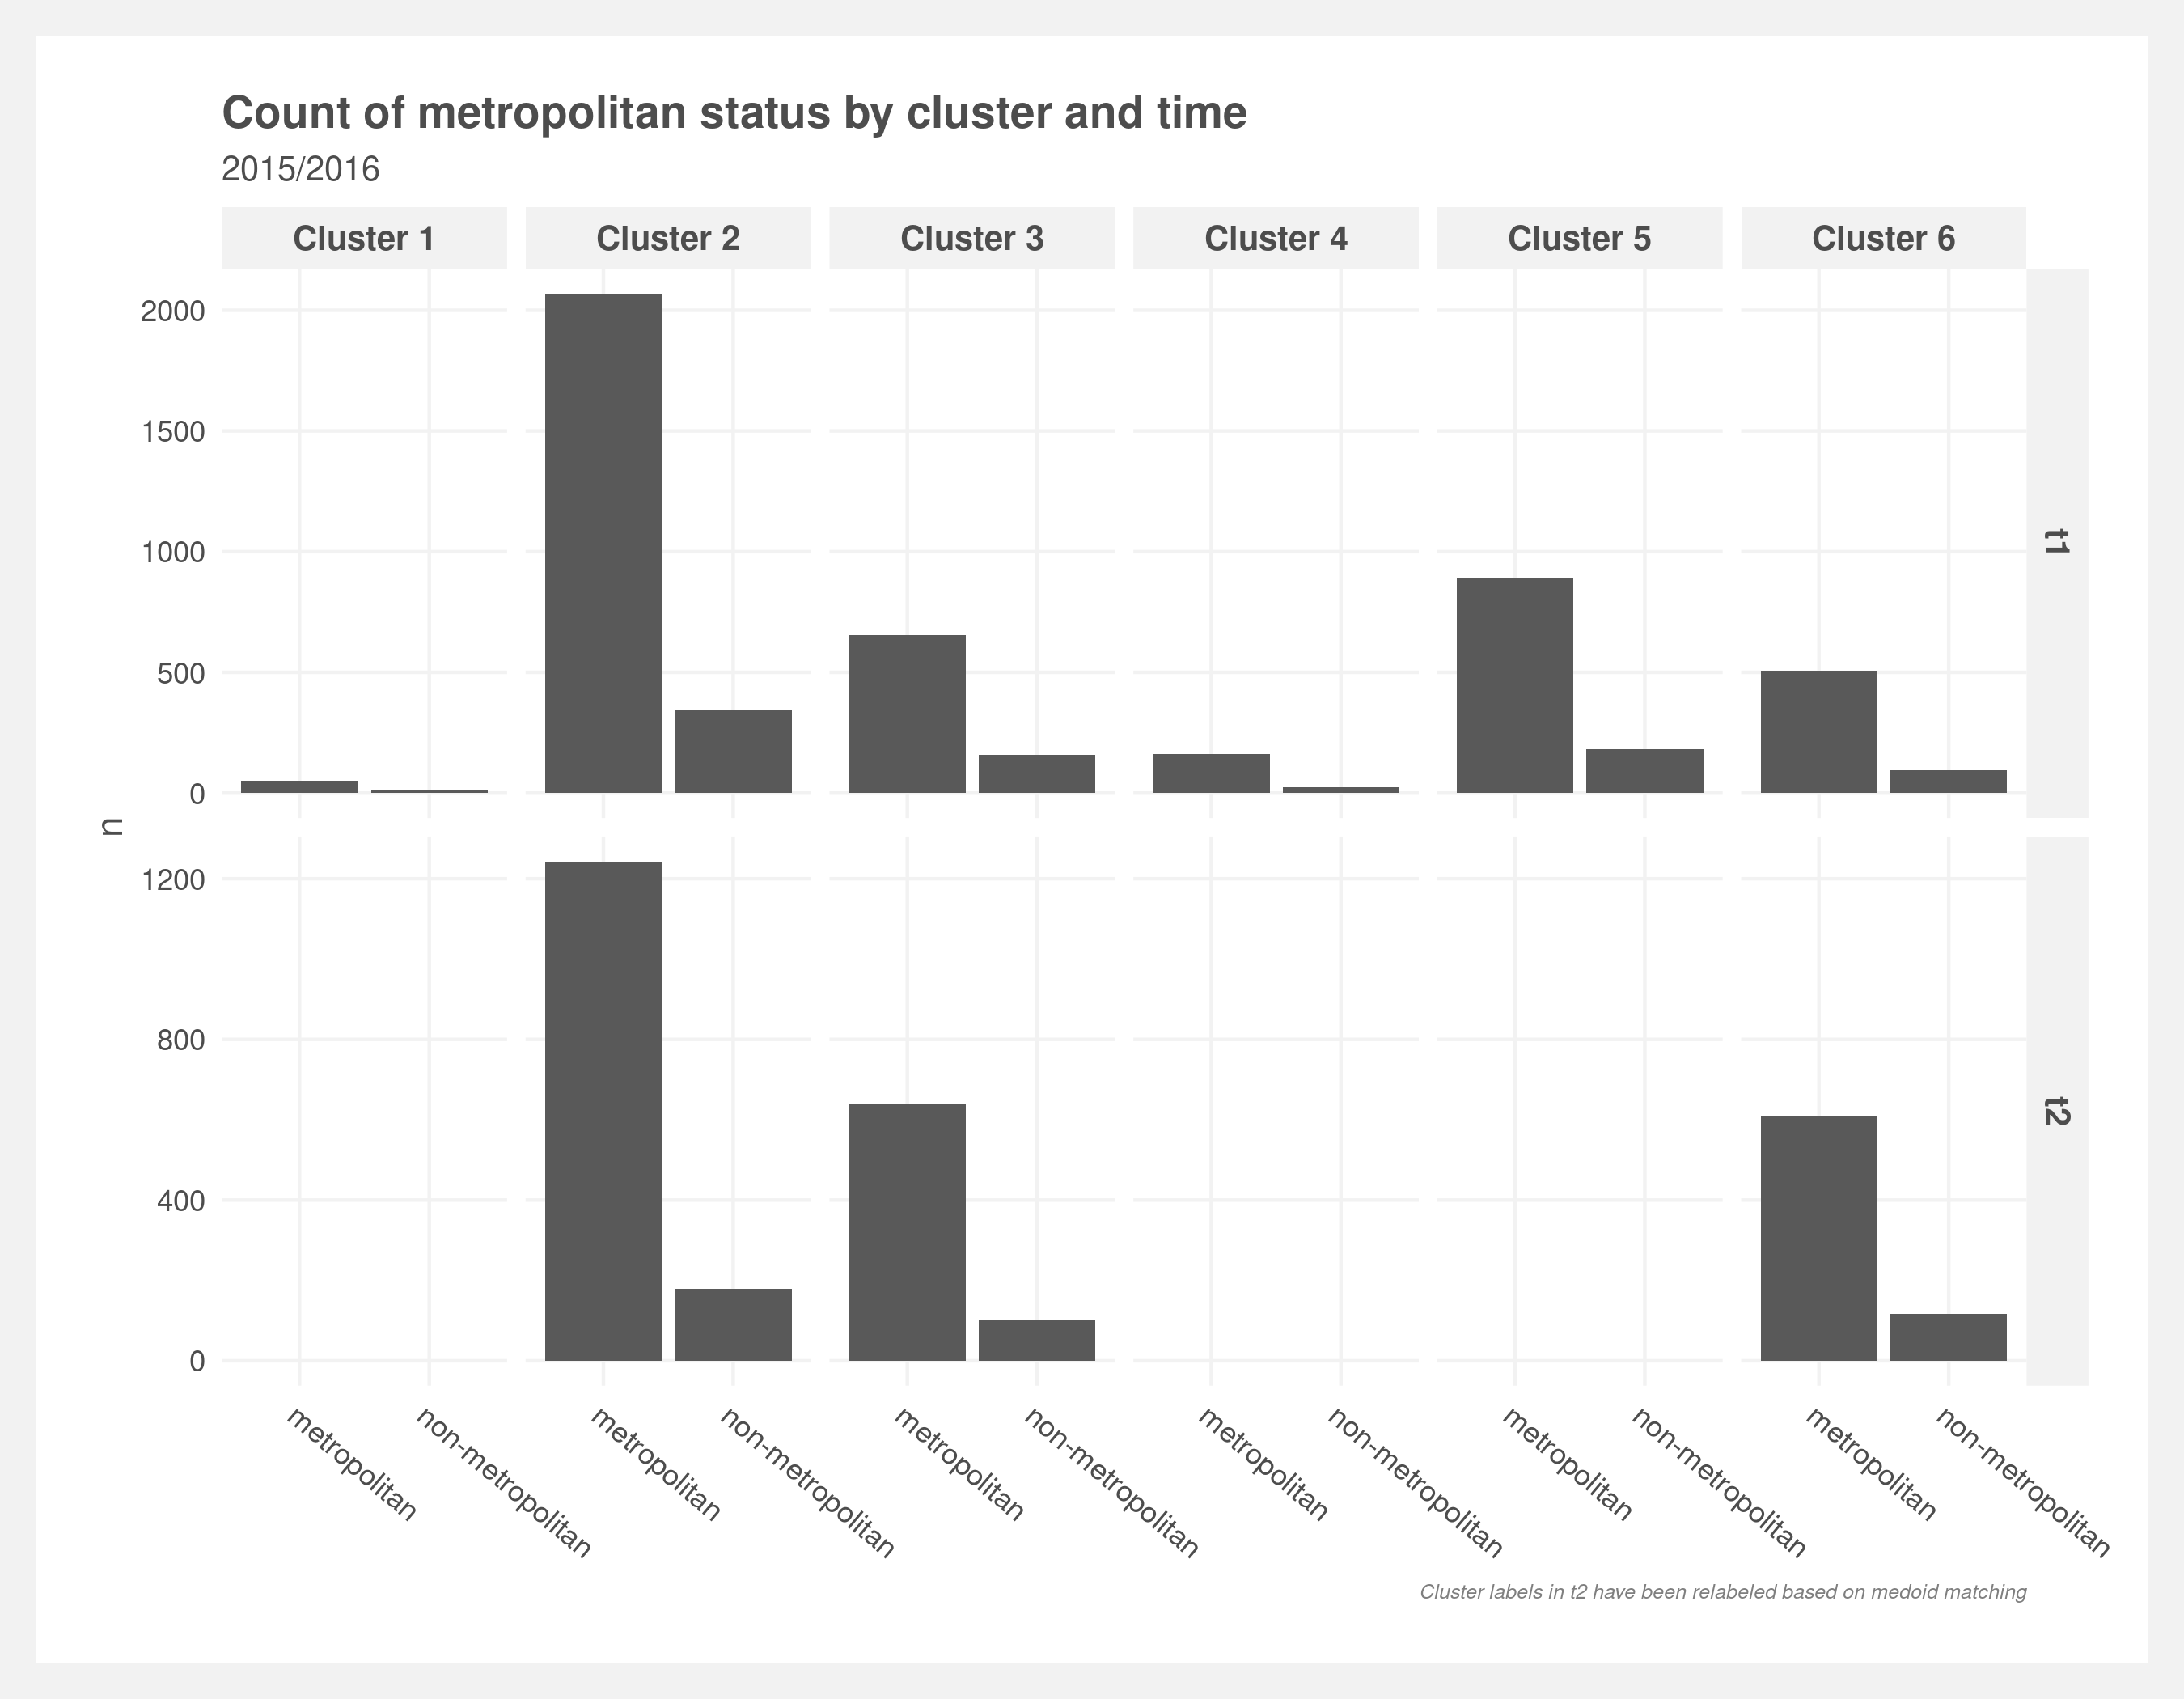 Count of metropolitan status by cluster and time
2015/2016
Cluster 1 Cluster 2 Cluster 3 Cluster 4 Cluster 5 Cluster 6
2000
1500
1000
500
0
t1
n
1200
800
400
0
t2
metropolitan non-metropolitan metropolitan non-metropolitan metropolitan non-metropolitan metropolitan non-metropolitan metropolitan non-metropolitan metropolitan non-metropolitan
Cluster labels in t2 have been relabeled based on medoid matching